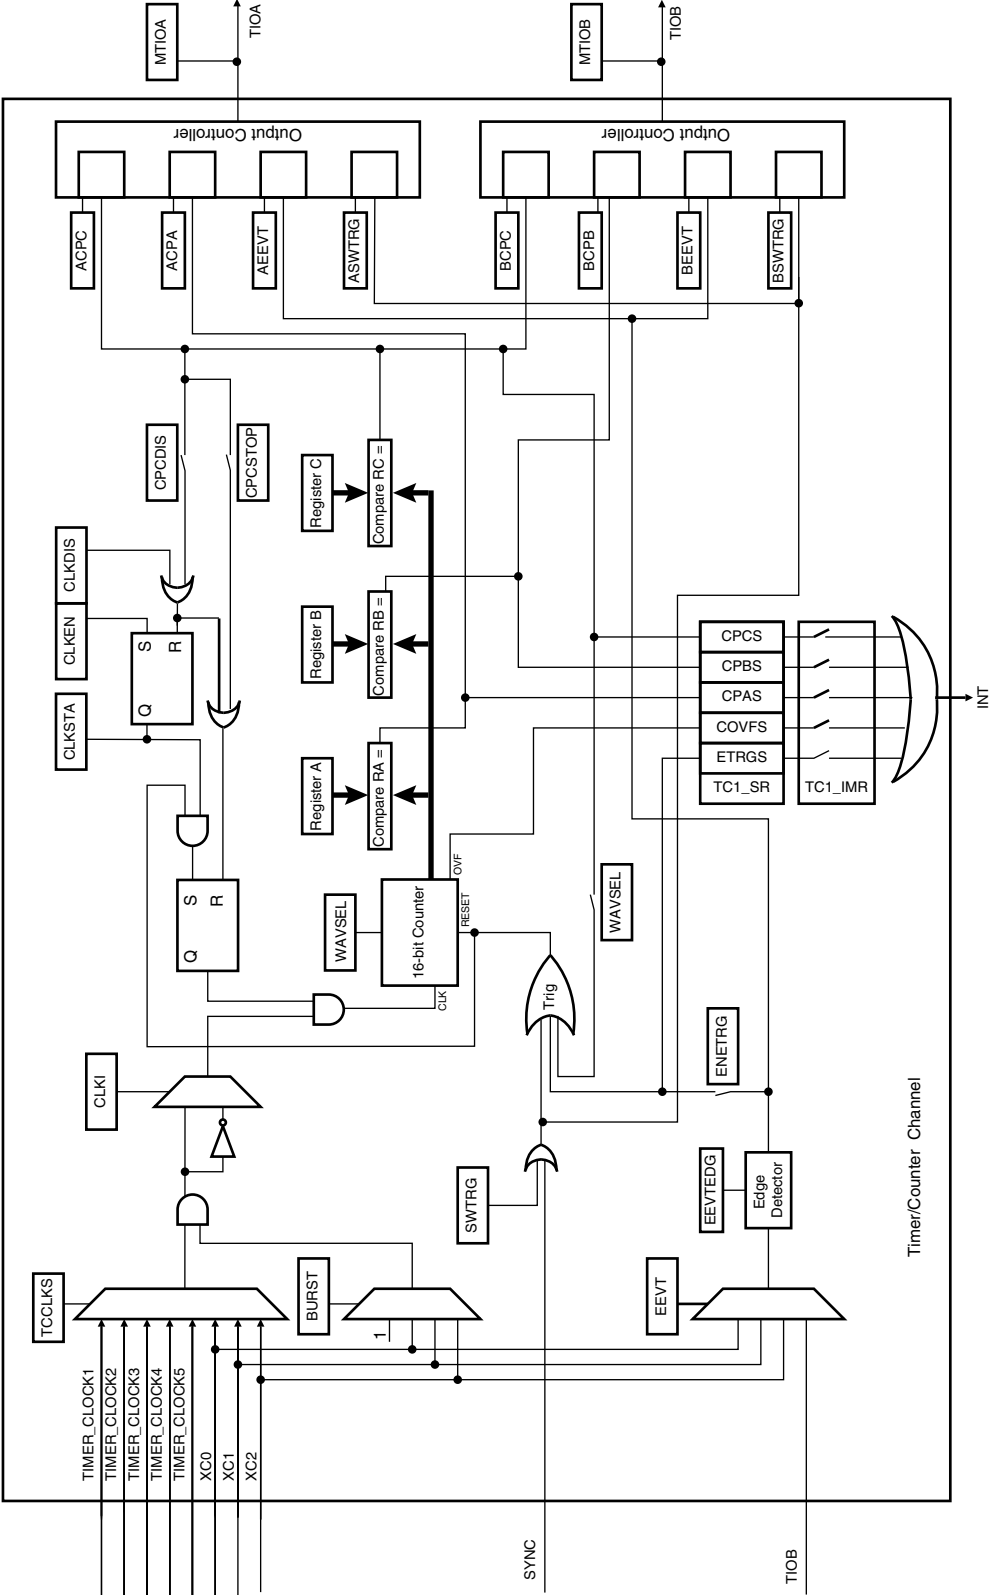 MTIOA
TIOA
MTIOB
TIOB
Output Controller
Output Controller
ACPC
ACPA
AEEVT
ASWTRG
BCPC
BCPB
BEEVT
BSWTRG
CPCDIS
CPCSTOP
CLKDIS
CLKEN
CLKSTA
S
R
Q
S
R
Q
Register C
Compare RC =
Register B
Compare RB =
Register A
Compare RA =
WAVSEL
16-bit Counter
OVF
RESET
CLK
CPCS
CPBS
CPAS
COVFS
ETRGS
TC1_SR
TC1_IMR
INT
WAVSEL
Trig
ENETRG
CLKI
SWTRG
EEVTEDG
Edge
Detector
Timer/Counter Channel
TCCLKS
BURST
1
EEVT
TIMER_CLOCK1
TIMER_CLOCK2
TIMER_CLOCK3
TIMER_CLOCK4
TIMER_CLOCK5
XC0
XC1
XC2
SYNC
TIOB